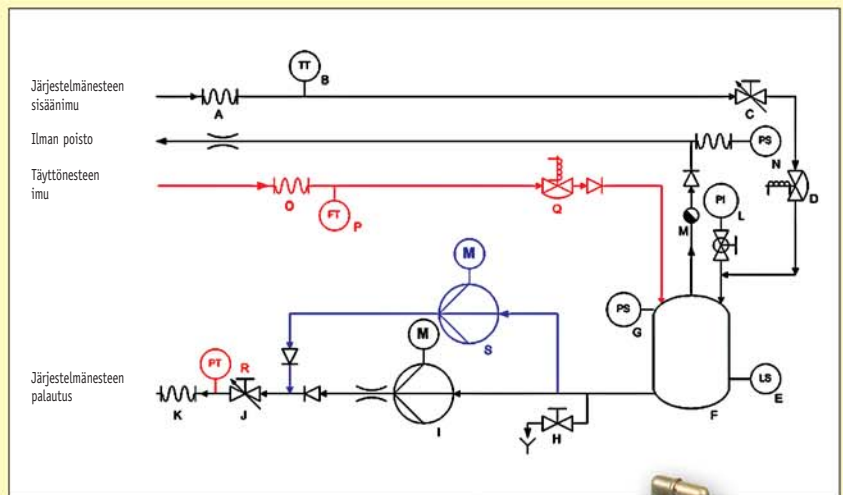 TT
B
Järjestelmänesteen
sisäänimu
A
C
Ilman poisto
PS
N
Täyttönesteen
imu
O
FT
P
Q
PI
L
D
M
M
S
PS
G
M
Järjestelmänesteen
palautus
PT
R
K
J
I
H
F
LS
E